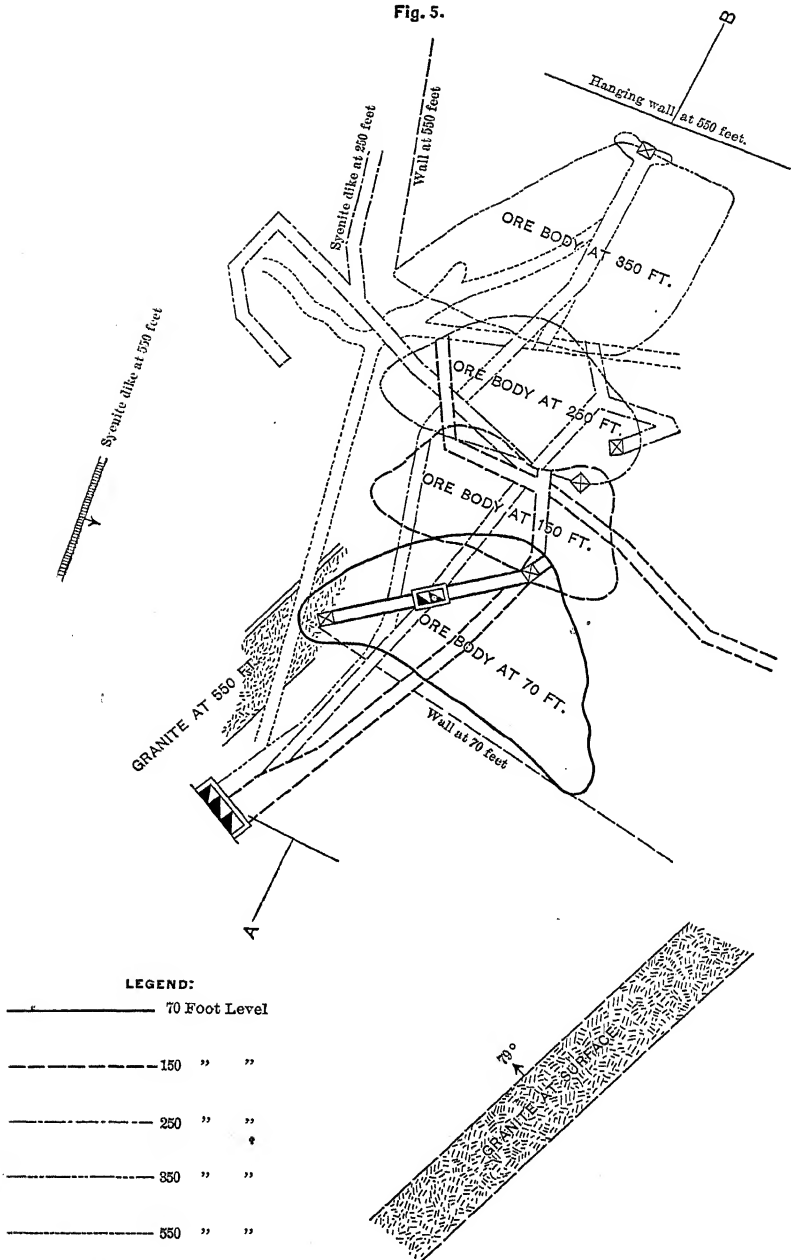 Fig. 5.
B
Hanging wall at 550 feet.
Syenite dike at 250 feet
Wall at 550 feet
ORE BODY AT 350 FT.
Syenite dike at 550 feet
ORE BODY AT 250 FT.
ORE BODY AT 150 FT.
ORE BODY AT 70 FT.
GRANITE AT 550 FT.
Wall at 70 feet
A
LEGEND:
70 Foot Level
150 " "
250 " "
350 " "
550 " "
79°
GRANITE AT SURFACE